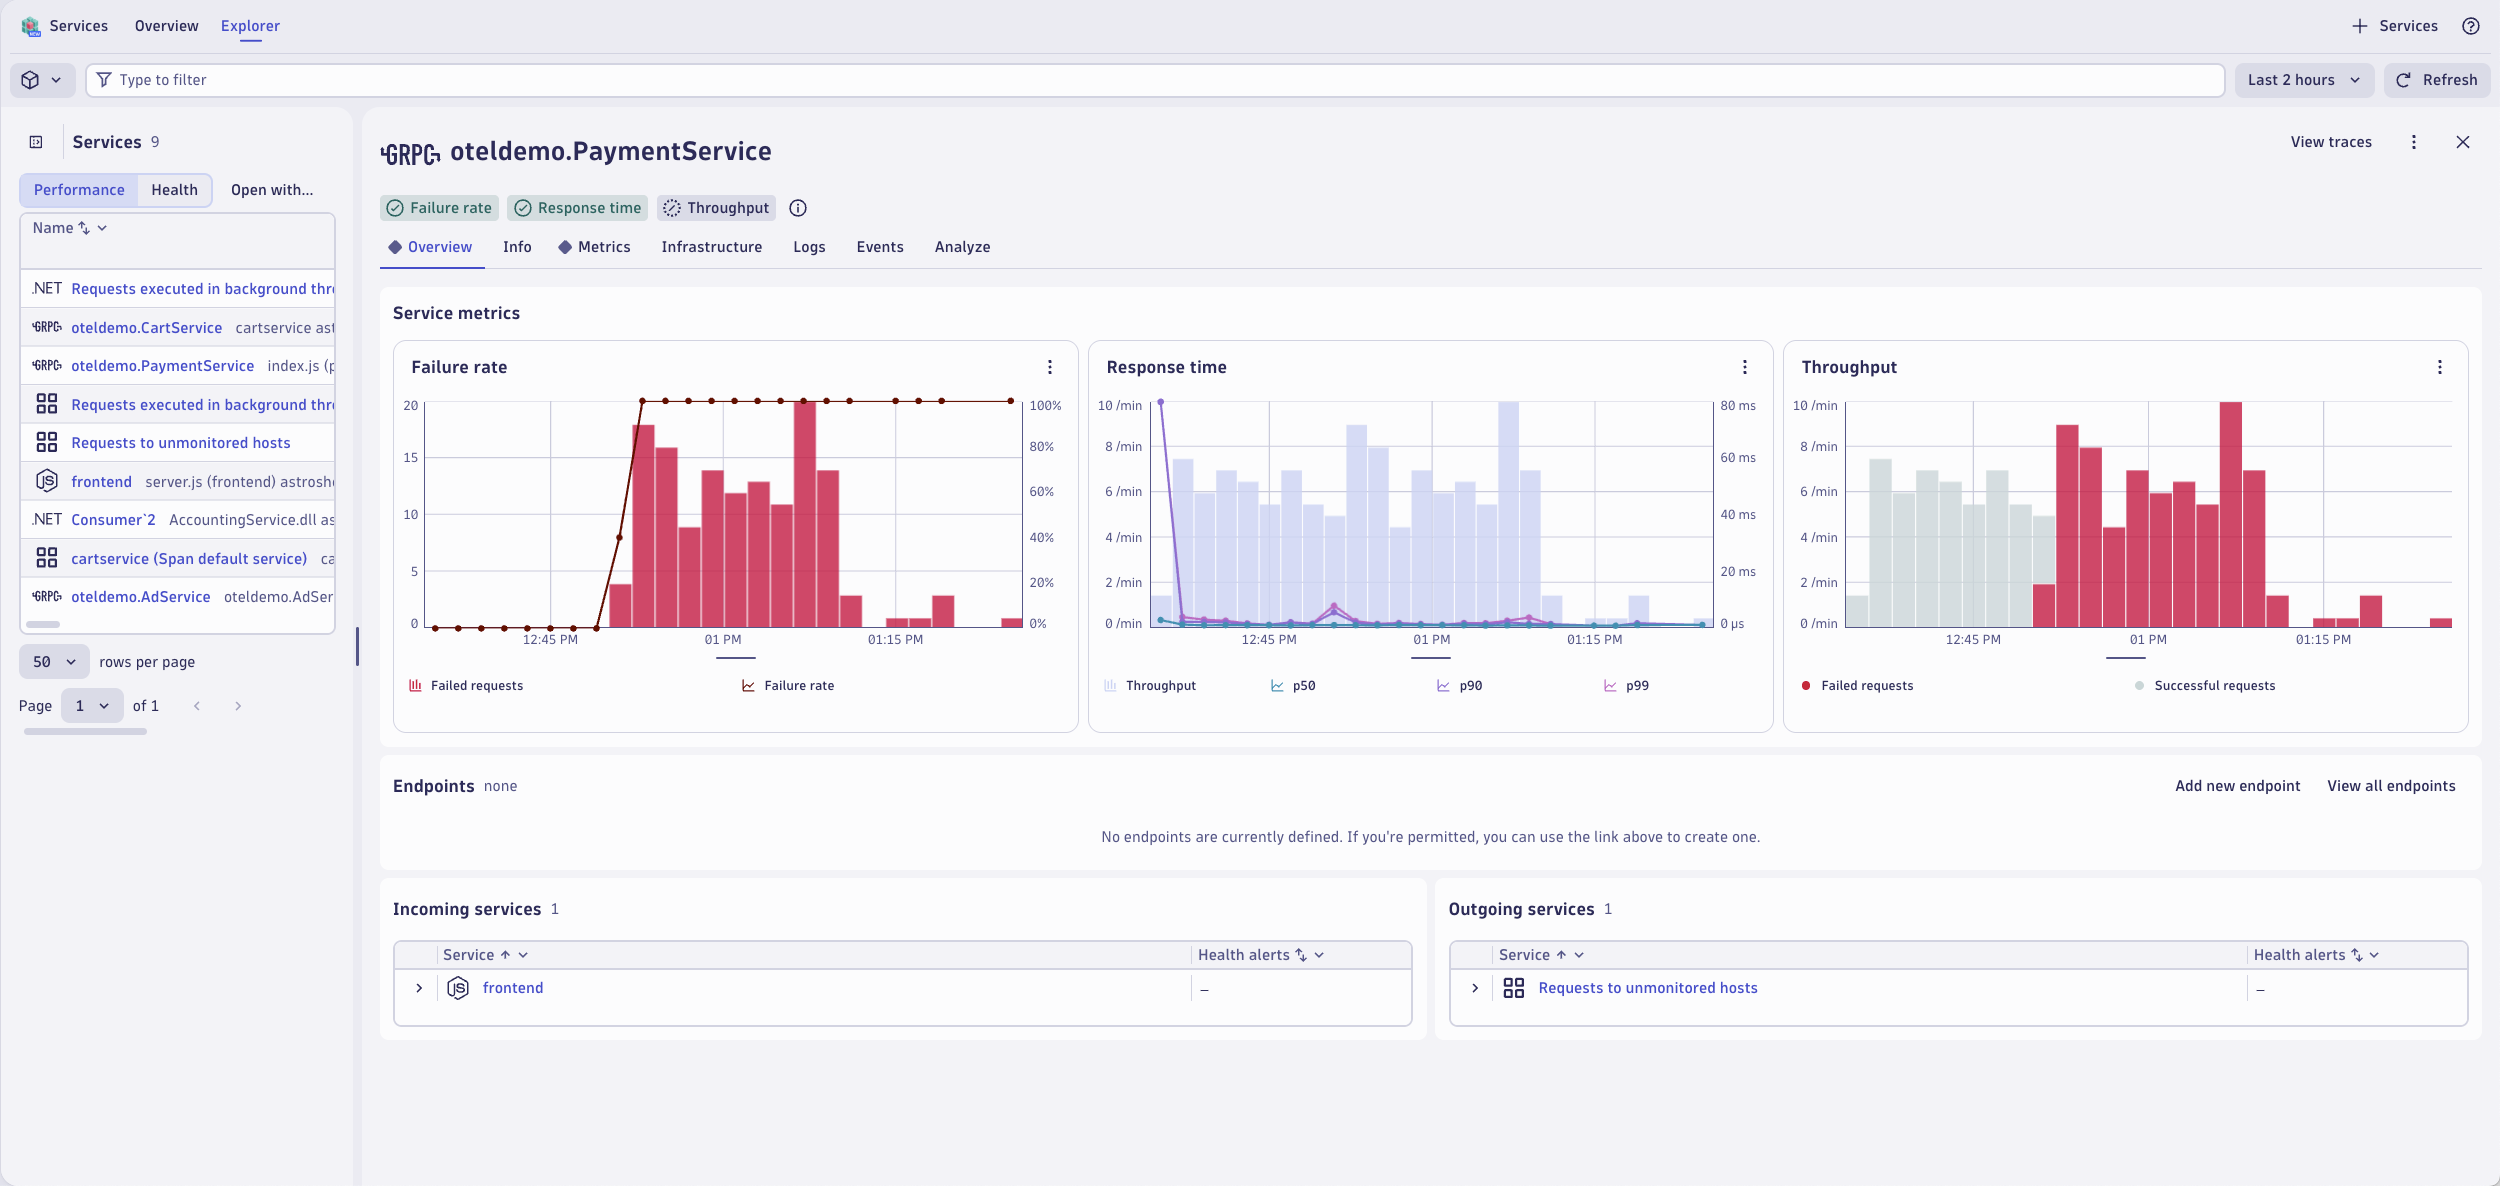 Services Overview Explorer
Services
Type to filter
Last 2 hours
Refresh
Services 9
Performance Health Open with...
Name
.NET Requests executed in background thr
GRPC oteldemo.CartService cartservice ast
GRPC oteldemo.PaymentService index.js (p
Requests executed in background thr
Requests to unmonitored hosts
JS frontend server.js (frontend) astrosh
.NET Consumer`2 AccountingService.dll as
cartservice (Span default service) ca
GRPC oteldemo.AdService oteldemo.AdSer
50 rows per page
Page 1 of 1
GRPC oteldemo.PaymentService
View traces
Failure rate Response time Throughput
Overview Info Metrics Infrastructure Logs Events Analyze
Service metrics
Failure rate
20 100%
80%
15
60%
10
40%
5
20%
0 0%
12:45 PM 01 PM 01:15 PM
Failed requests Failure rate
Response time
10 /min 80 ms
8 /min
60 ms
6 /min
40 ms
4 /min
20 ms
2 /min
0 /min 0 µs
12:45 PM 01 PM 01:15 PM
Throughput p50 p90 p99
Throughput
10 /min
8 /min
6 /min
4 /min
2 /min
0 /min
12:45 PM 01 PM 01:15 PM
Failed requests Successful requests
Endpoints none
Add new endpoint View all endpoints
No endpoints are currently defined. If you're permitted, you can use the link above to create one.
Incoming services 1
Service Health alerts
JS frontend –
Outgoing services 1
Service Health alerts
Requests to unmonitored hosts –